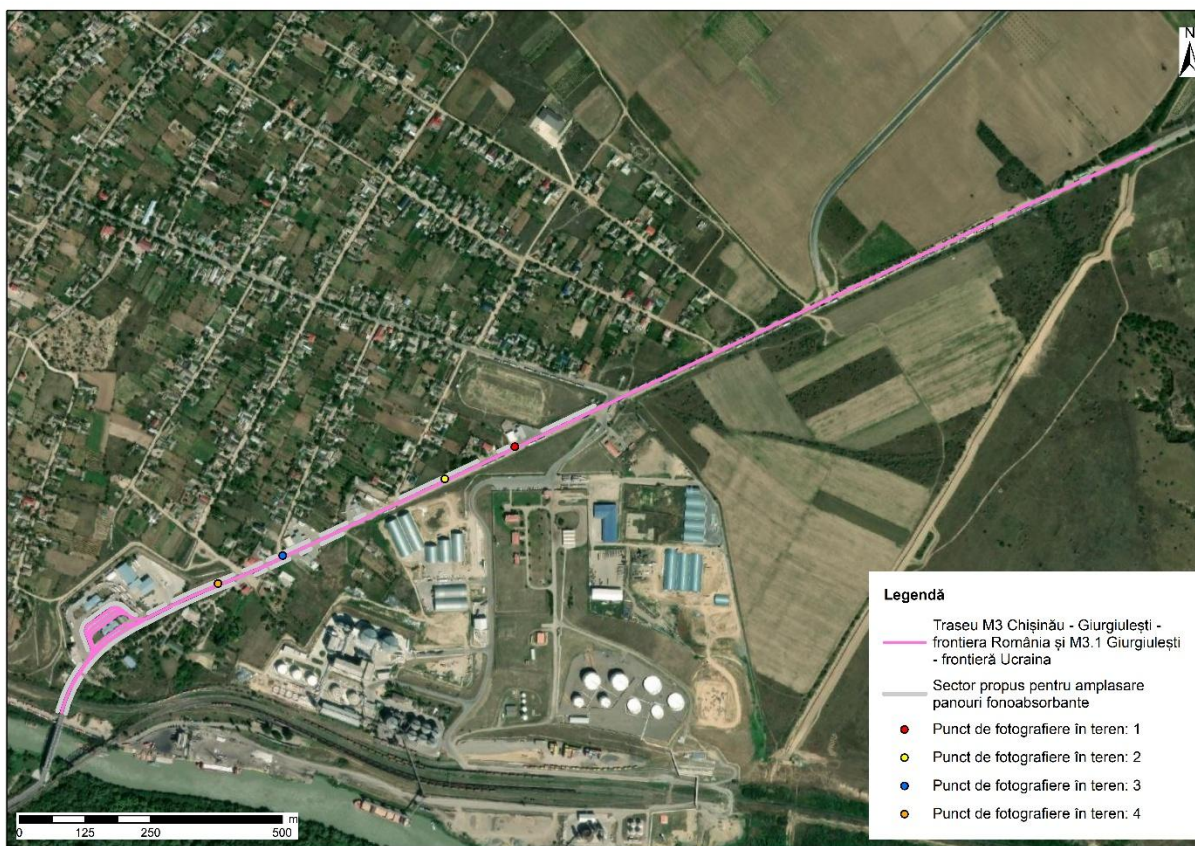 N
Legendă
Traseu M3 Chișinău - Giurgiulești -
frontiera România și M3.1 Giurgiulești
- frontieră Ucraina
Sector propus pentru amplasare
panouri fonoabsorbante
Punct de fotografiere în teren: 1
Punct de fotografiere în teren: 2
Punct de fotografiere în teren: 3
Punct de fotografiere în teren: 4
m
0 125 250 500